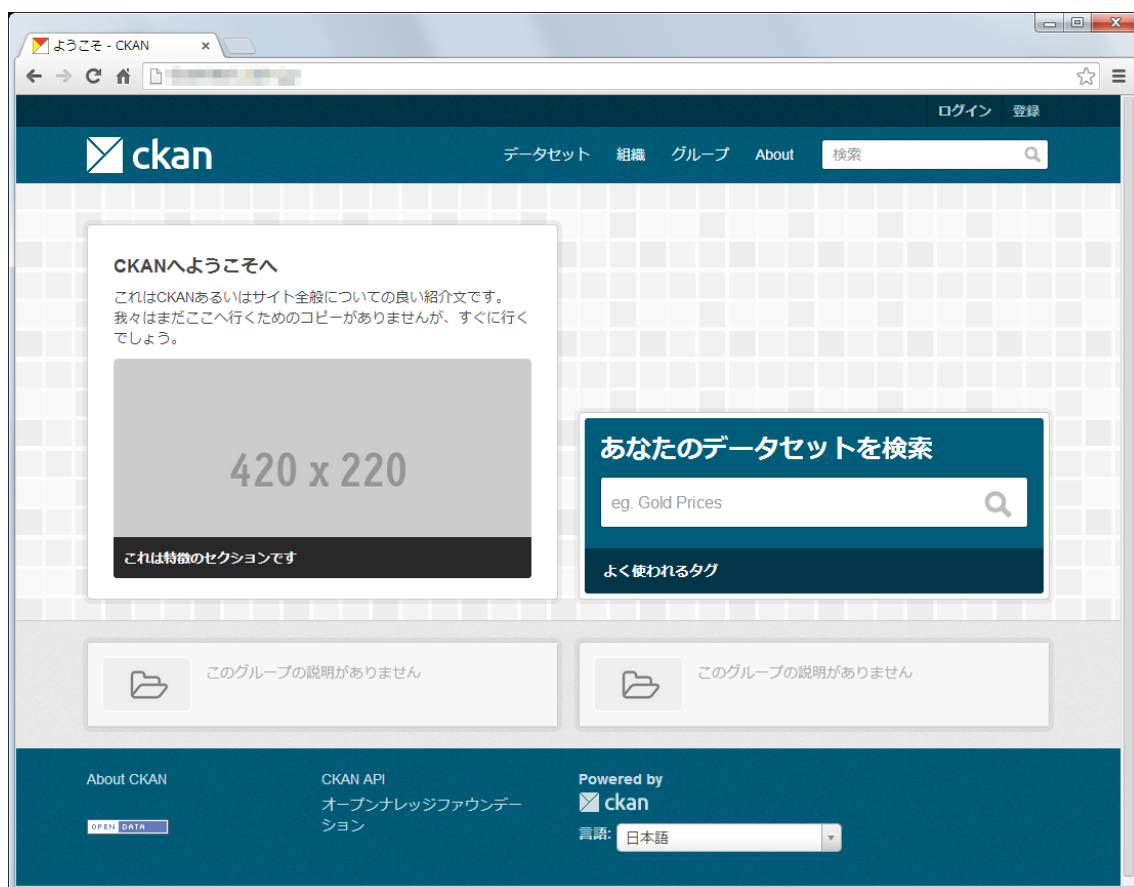 ようこそ - CKAN
ログイン 登録
ckan
データセット 組織 グループ About 検索
CKANへようこそへ
これはCKANあるいはサイト全般についての良い紹介文です。
我々はまだここへ行くためのコピーがありませんが、すぐに行く
でしょう。
420 x 220
これは特徴のセクションです
あなたのデータセットを検索
eg. Gold Prices
よく使われるタグ
このグループの説明がありません
このグループの説明がありません
About CKAN
OPEN DATA
CKAN API
オープンナレッジファウンデー
ション
Powered by
ckan
言語: 日本語